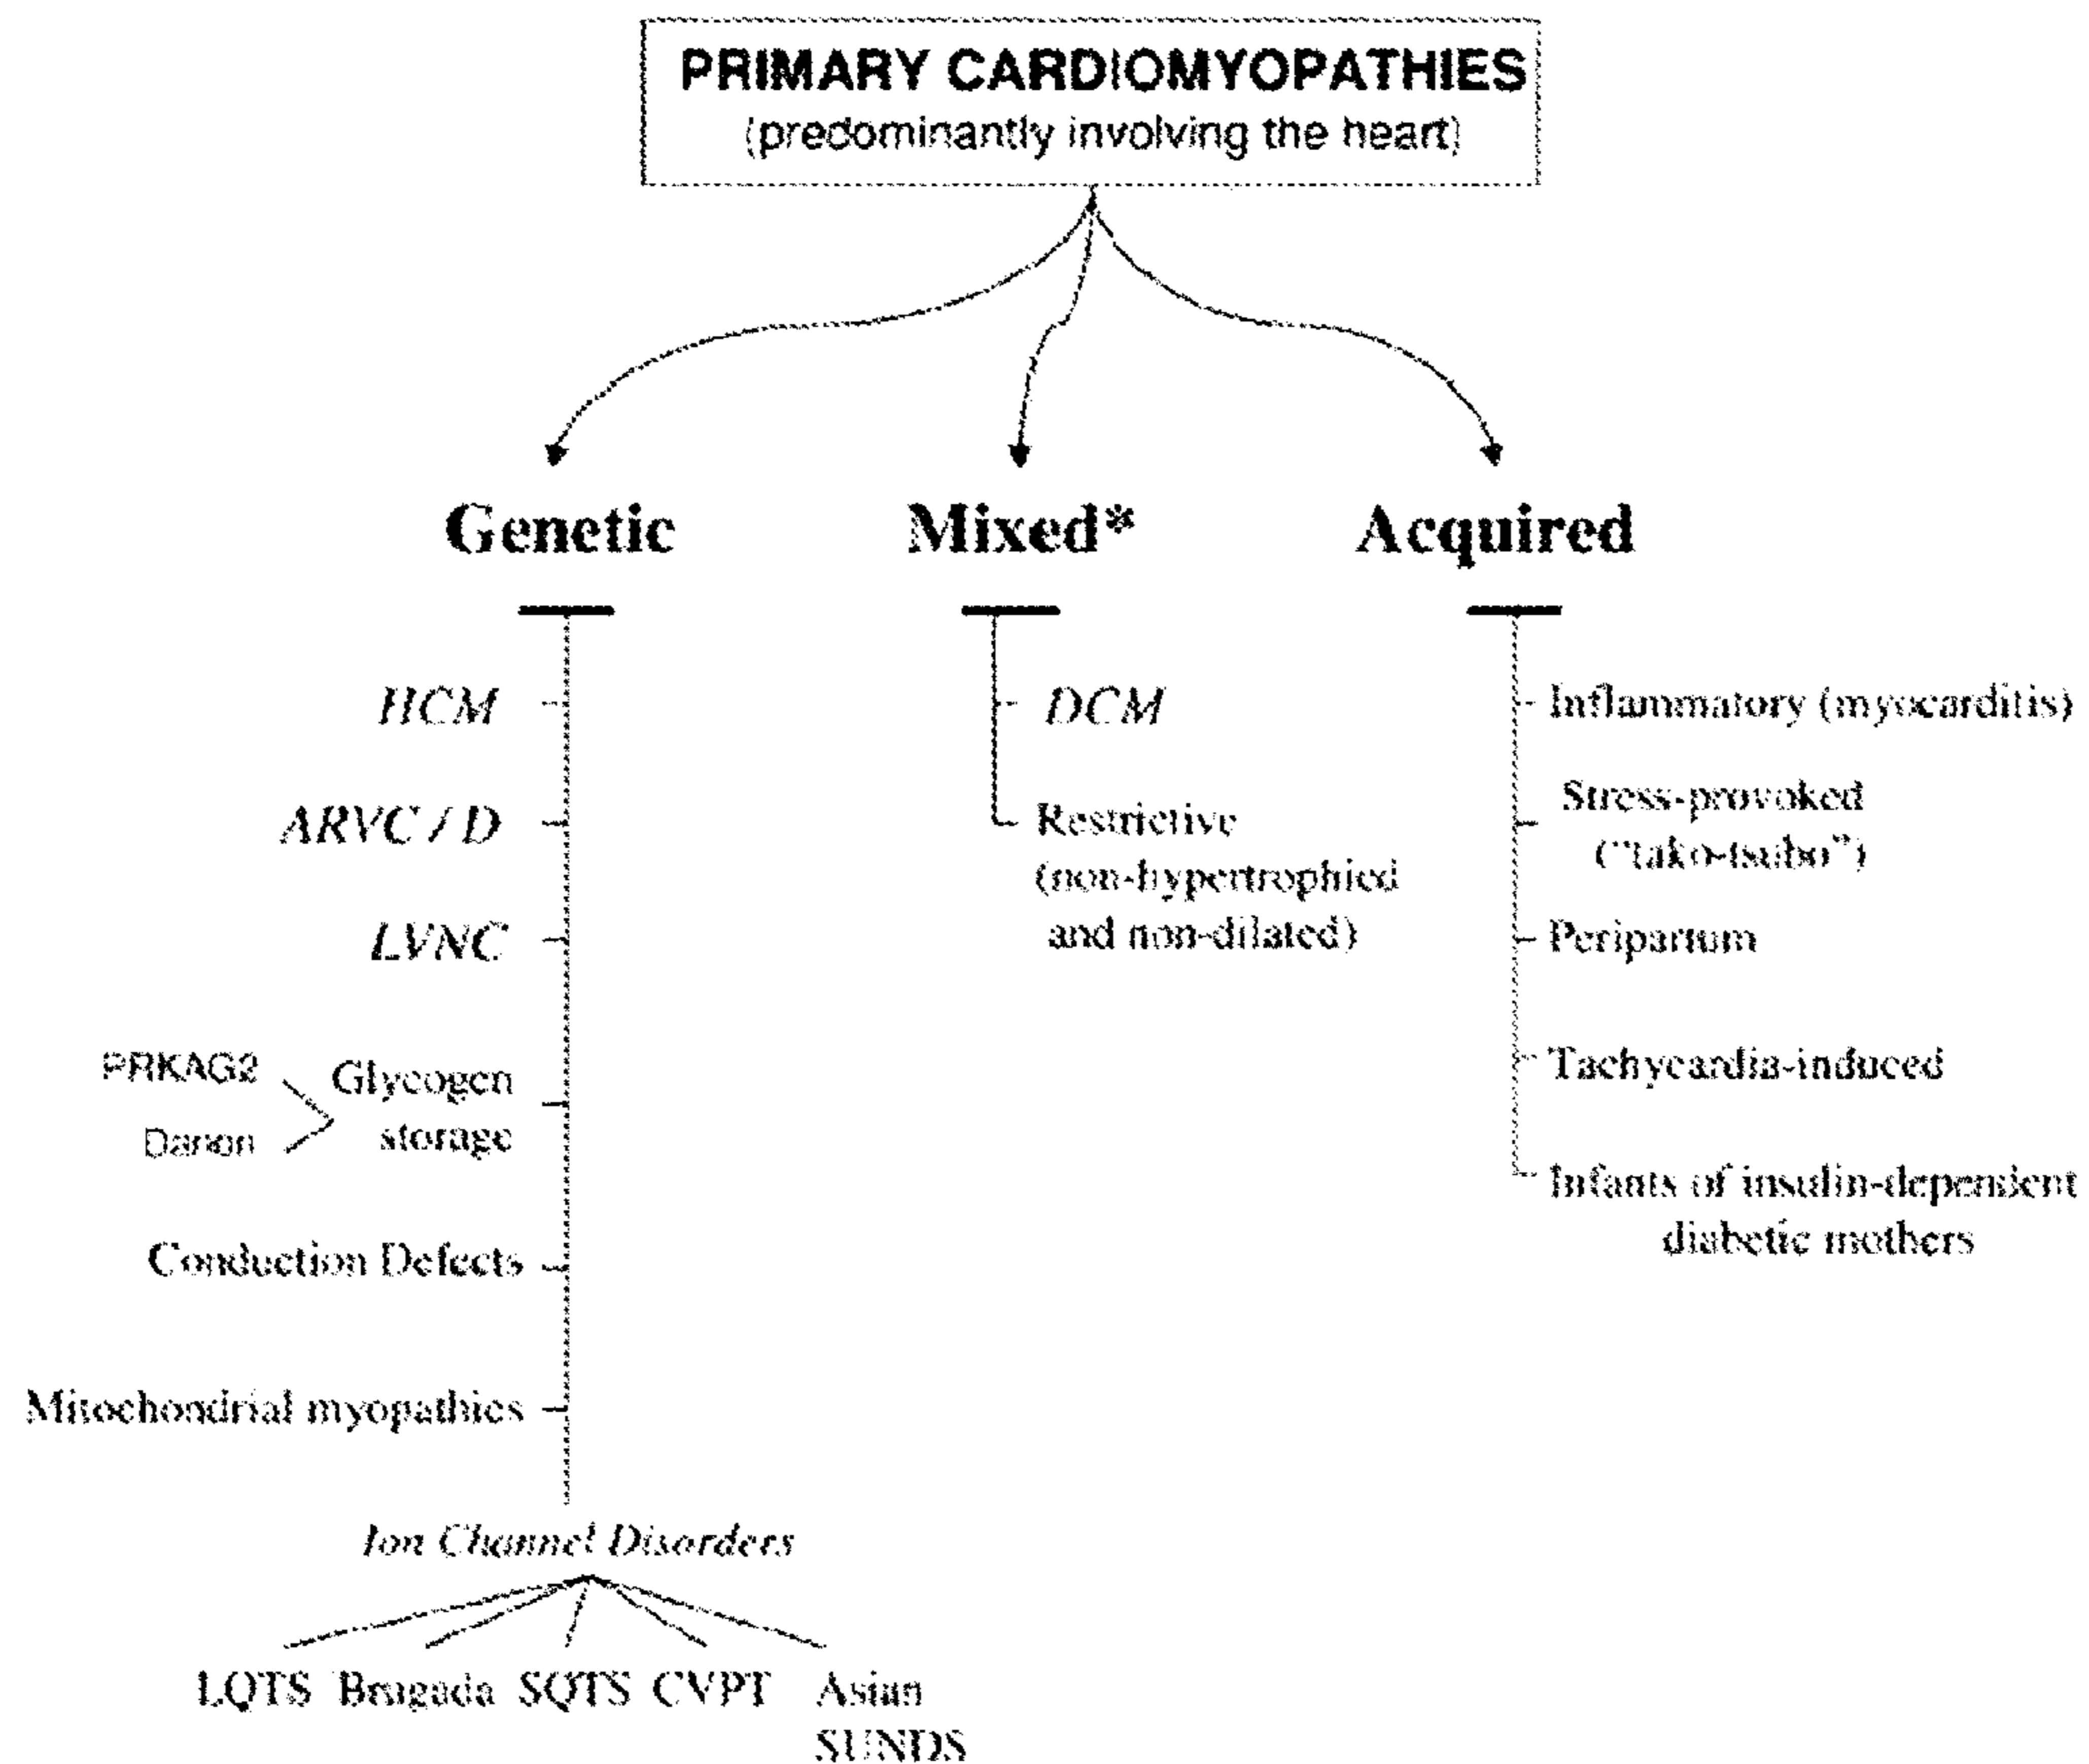 PRIMARY CARDIOMYOPATHIES
(predominantly involving the heart)
Genetic
Mixed*
Acquired
HCM
ARVC / D
LVNC
PRKAG2
Danon
Glycogen
storage
Conduction Defects
Mitochondrial myopathies
Ion Channel Disorders
LQTS
Brugada
SQTS
CVPT
Asian
SUNDS
DCM
Restrictive
(non-hypertrophied
and non-dilated)
Inflammatory (myocarditis)
Stress-provoked
("tako-tsubo")
Peripartum
Tachycardia-induced
Infants of insulin-dependent
diabetic mothers